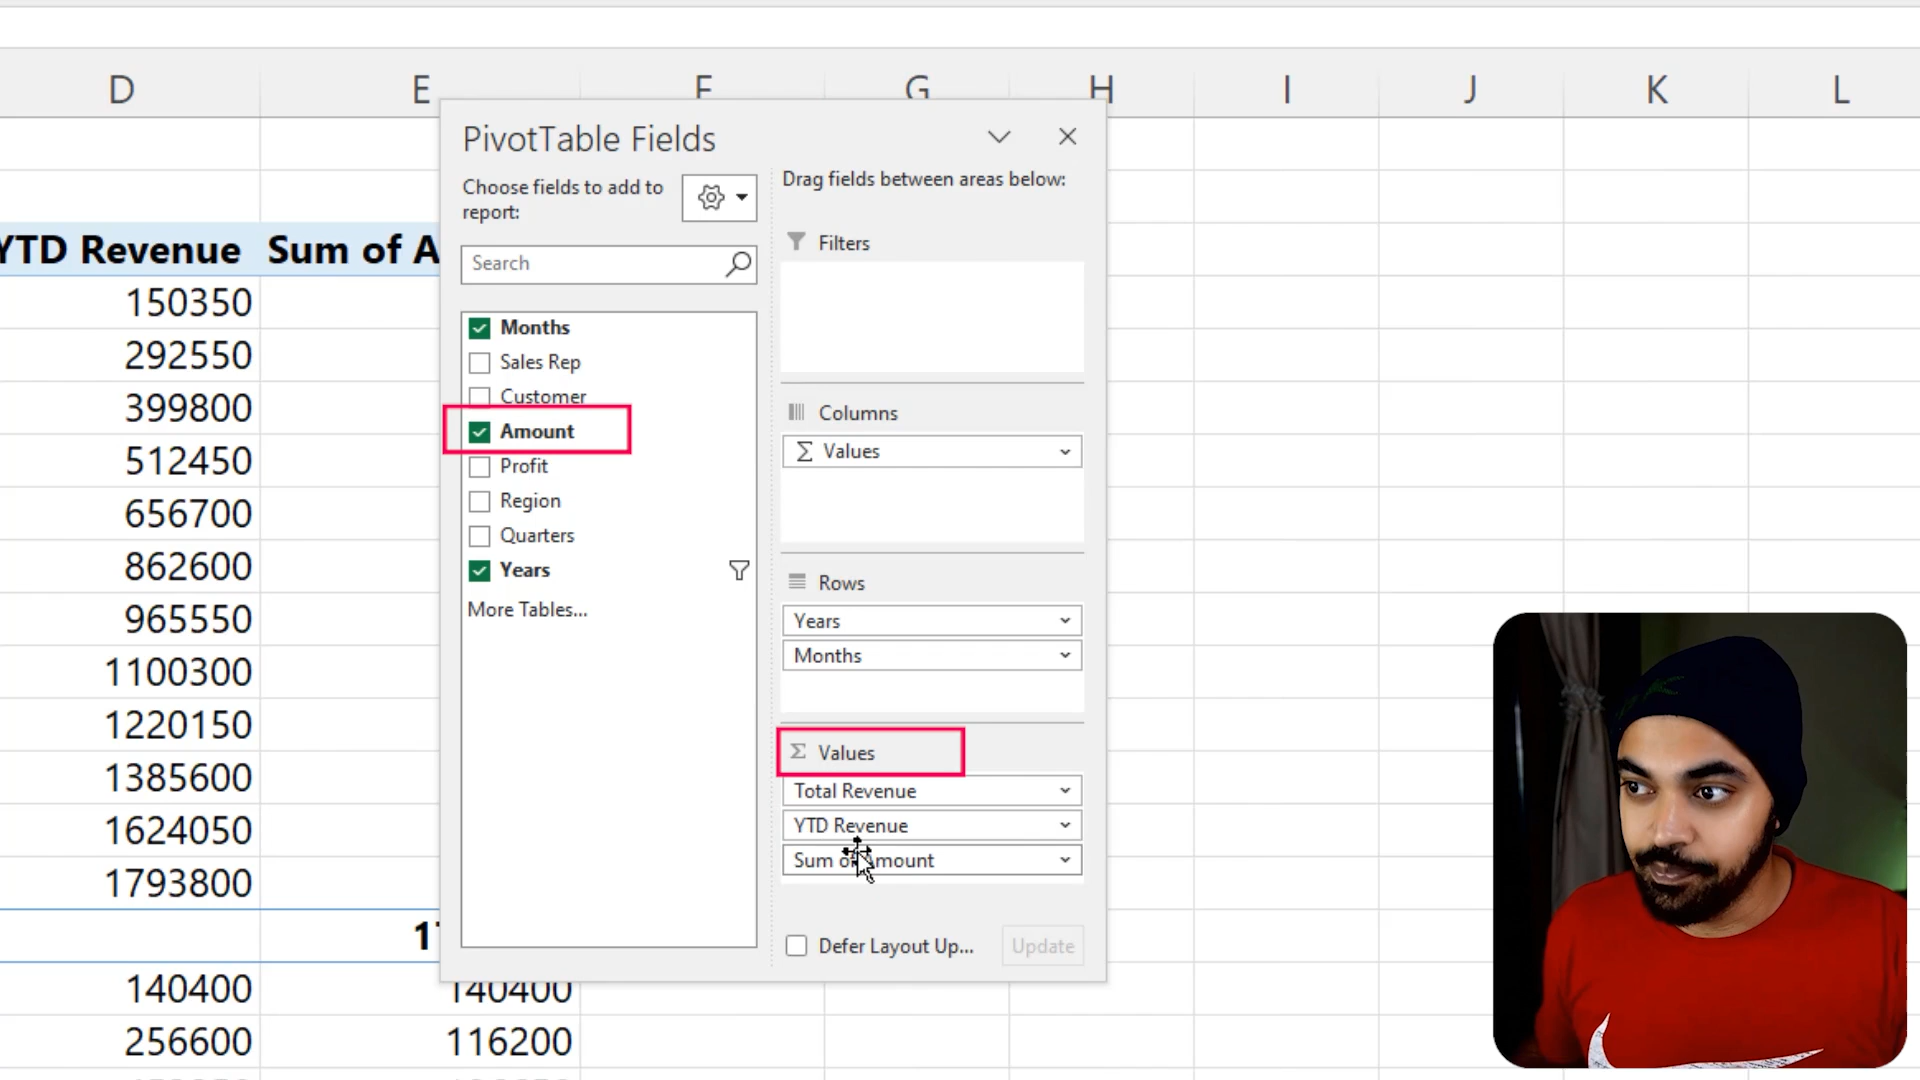 D E F G H I J K L
PivotTable Fields
Choose fields to add to
report:
Drag fields between areas below:
Search
Filters
YTD Revenue Sum of A
150350
292550
399800
512450
656700
862600
965550
1100300
1220150
1385600
1624050
1793800
140400 140400
256600 116200
Months
Sales Rep
Customer
Amount
Profit
Region
Quarters
Years
More Tables...
Columns
Σ Values
Rows
Years
Months
Σ Values
Total Revenue
YTD Revenue
Sum of Amount
Defer Layout Up...
Update